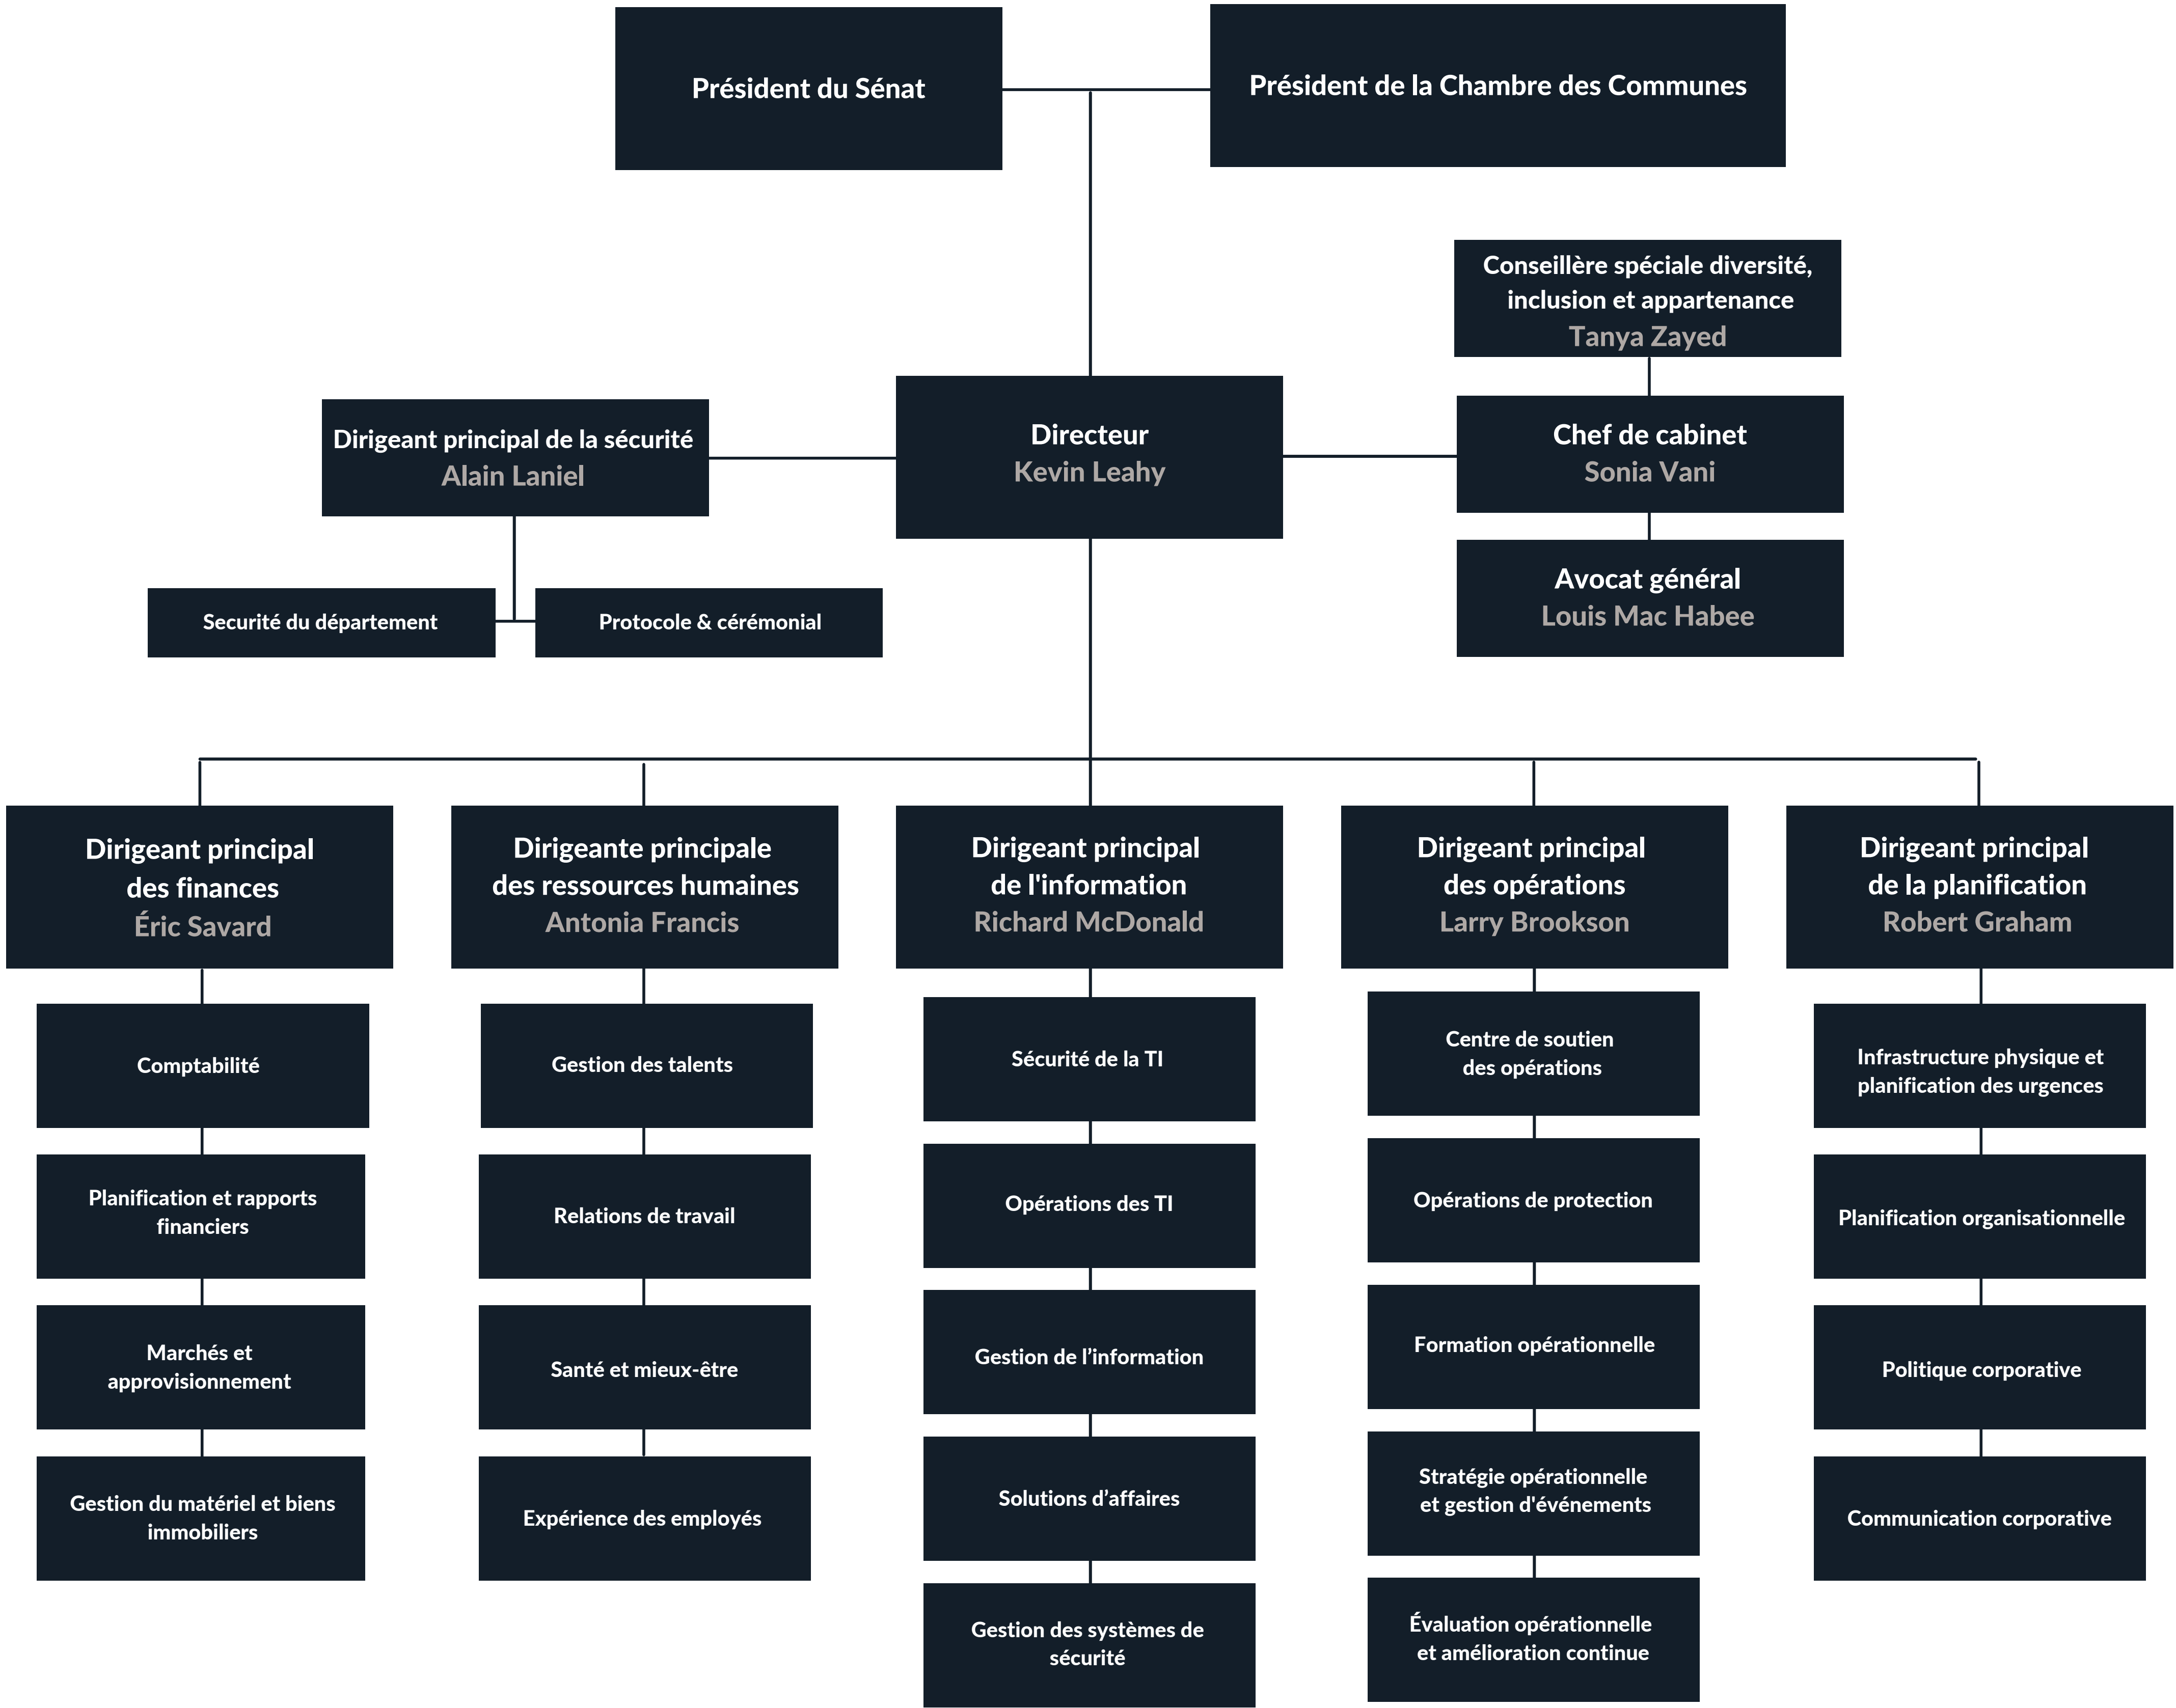 Président du Sénat
Président de la Chambre des Communes
Conseillère spéciale diversité,
inclusion et appartenance
Tanya Zayed
Dirigeant principal de la sécurité
Alain Laniel
Directeur
Kevin Leahy
Chef de cabinet
Sonia Vani
Avocat général
Louis Mac Habee
Securité du département
Protocole & cérémonial
Dirigeant principal
des finances
Éric Savard
Dirigeante principale
des ressources humaines
Antonia Francis
Dirigeant principal
de l'information
Richard McDonald
Dirigeant principal
des opérations
Larry Brookson
Dirigeant principal
de la planification
Robert Graham
Comptabilité
Planification et rapports
financiers
Marchés et
approvisionnement
Gestion du matériel et biens
immobiliers
Gestion des talents
Relations de travail
Santé et mieux-être
Expérience des employés
Sécurité de la TI
Opérations des TI
Gestion de l’information
Solutions d’affaires
Gestion des systèmes de
sécurité
Centre de soutien
des opérations
Opérations de protection
Formation opérationnelle
Stratégie opérationnelle
et gestion d'événements
Évaluation opérationnelle
et amélioration continue
Infrastructure physique et
planification des urgences
Planification organisationnelle
Politique corporative
Communication corporative